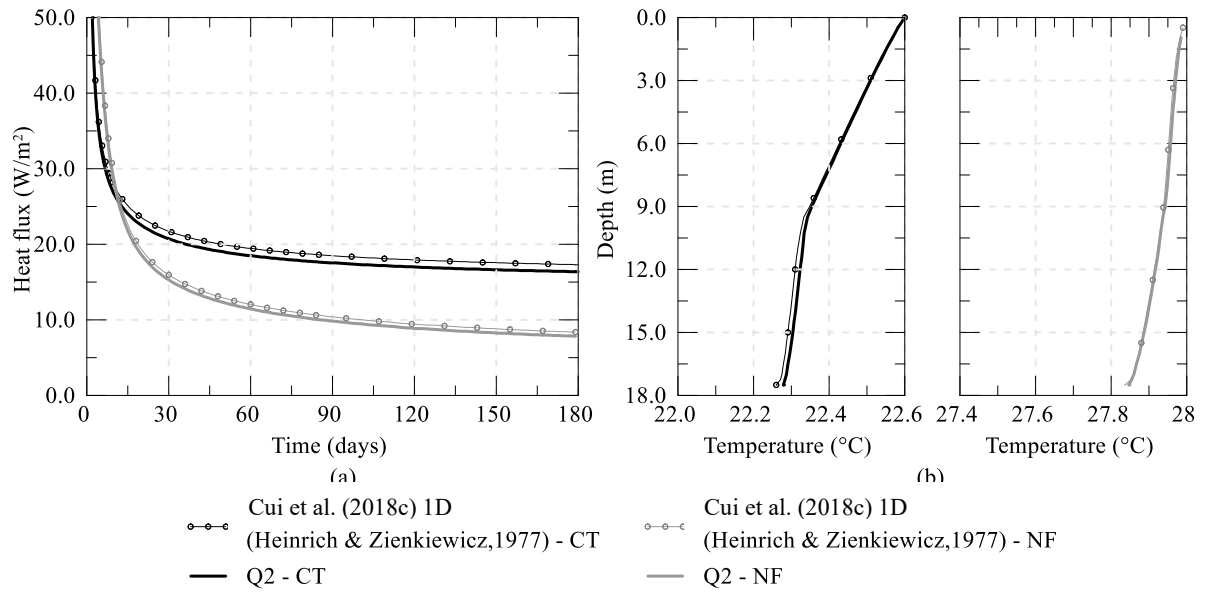 50.0
40.0
30.0
20.0
10.0
0.0
Heat flux (W/m²)
0 30 60 90 120 150 180
Time (days)
(a)
0.0
3.0
6.0
9.0
12.0
15.0
18.0
Depth (m)
22.0 22.2 22.4 22.6
Temperature (°C)
27.4 27.6 27.8 28
Temperature (°C)
(b)
Cui et al. (2018c) 1D
(Heinrich & Zienkiewicz,1977) - CT
Q2 - CT
Cui et al. (2018c) 1D
(Heinrich & Zienkiewicz,1977) - NF
Q2 - NF